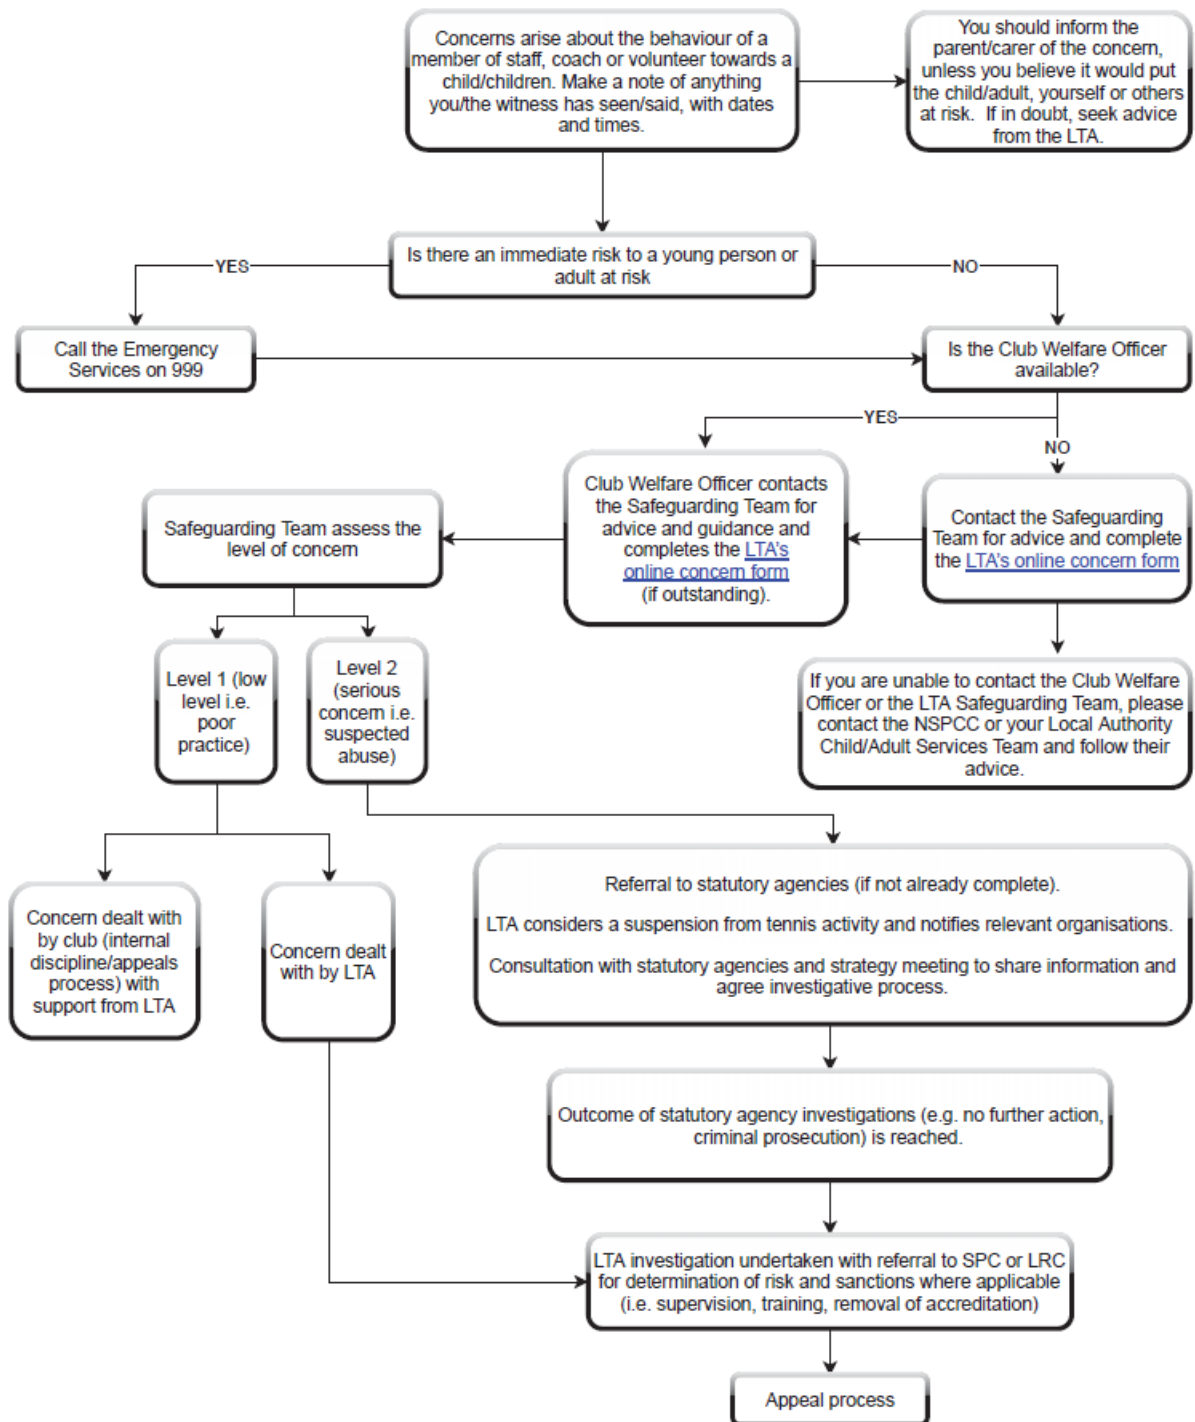 Concerns arise about the behaviour of a
member of staff, coach or volunteer towards a
child/children. Make a note of anything
you/the witness has seen/said, with dates
and times.
You should inform the
parent/carer of the concern,
unless you believe it would put
the child/adult, yourself or others
at risk. If in doubt, seek advice
from the LTA.
Is there an immediate risk to a young person or
adult at risk
YES
NO
Call the Emergency
Services on 999
Is the Club Welfare Officer
available?
YES
NO
Club Welfare Officer contacts
the Safeguarding Team for
advice and guidance and
completes the LTA's
online concern form
(if outstanding).
Contact the Safeguarding
Team for advice and complete
the LTA's online concern form
Safeguarding Team assess the
level of concern
Level 1 (low
level i.e.
poor
practice)
Level 2
(serious
concern i.e.
suspected
abuse)
If you are unable to contact the Club Welfare
Officer or the LTA Safeguarding Team, please
contact the NSPCC or your Local Authority
Child/Adult Services Team and follow their
advice.
Concern dealt with
by club (internal
discipline/appeals
process) with
support from LTA
Concern dealt
with by LTA
Referral to statutory agencies (if not already complete).
LTA considers a suspension from tennis activity and notifies relevant organisations.
Consultation with statutory agencies and strategy meeting to share information and
agree investigative process.
Outcome of statutory agency investigations (e.g. no further action,
criminal prosecution) is reached.
LTA investigation undertaken with referral to SPC or LRC
for determination of risk and sanctions where applicable
(i.e. supervision, training, removal of accreditation)
Appeal process